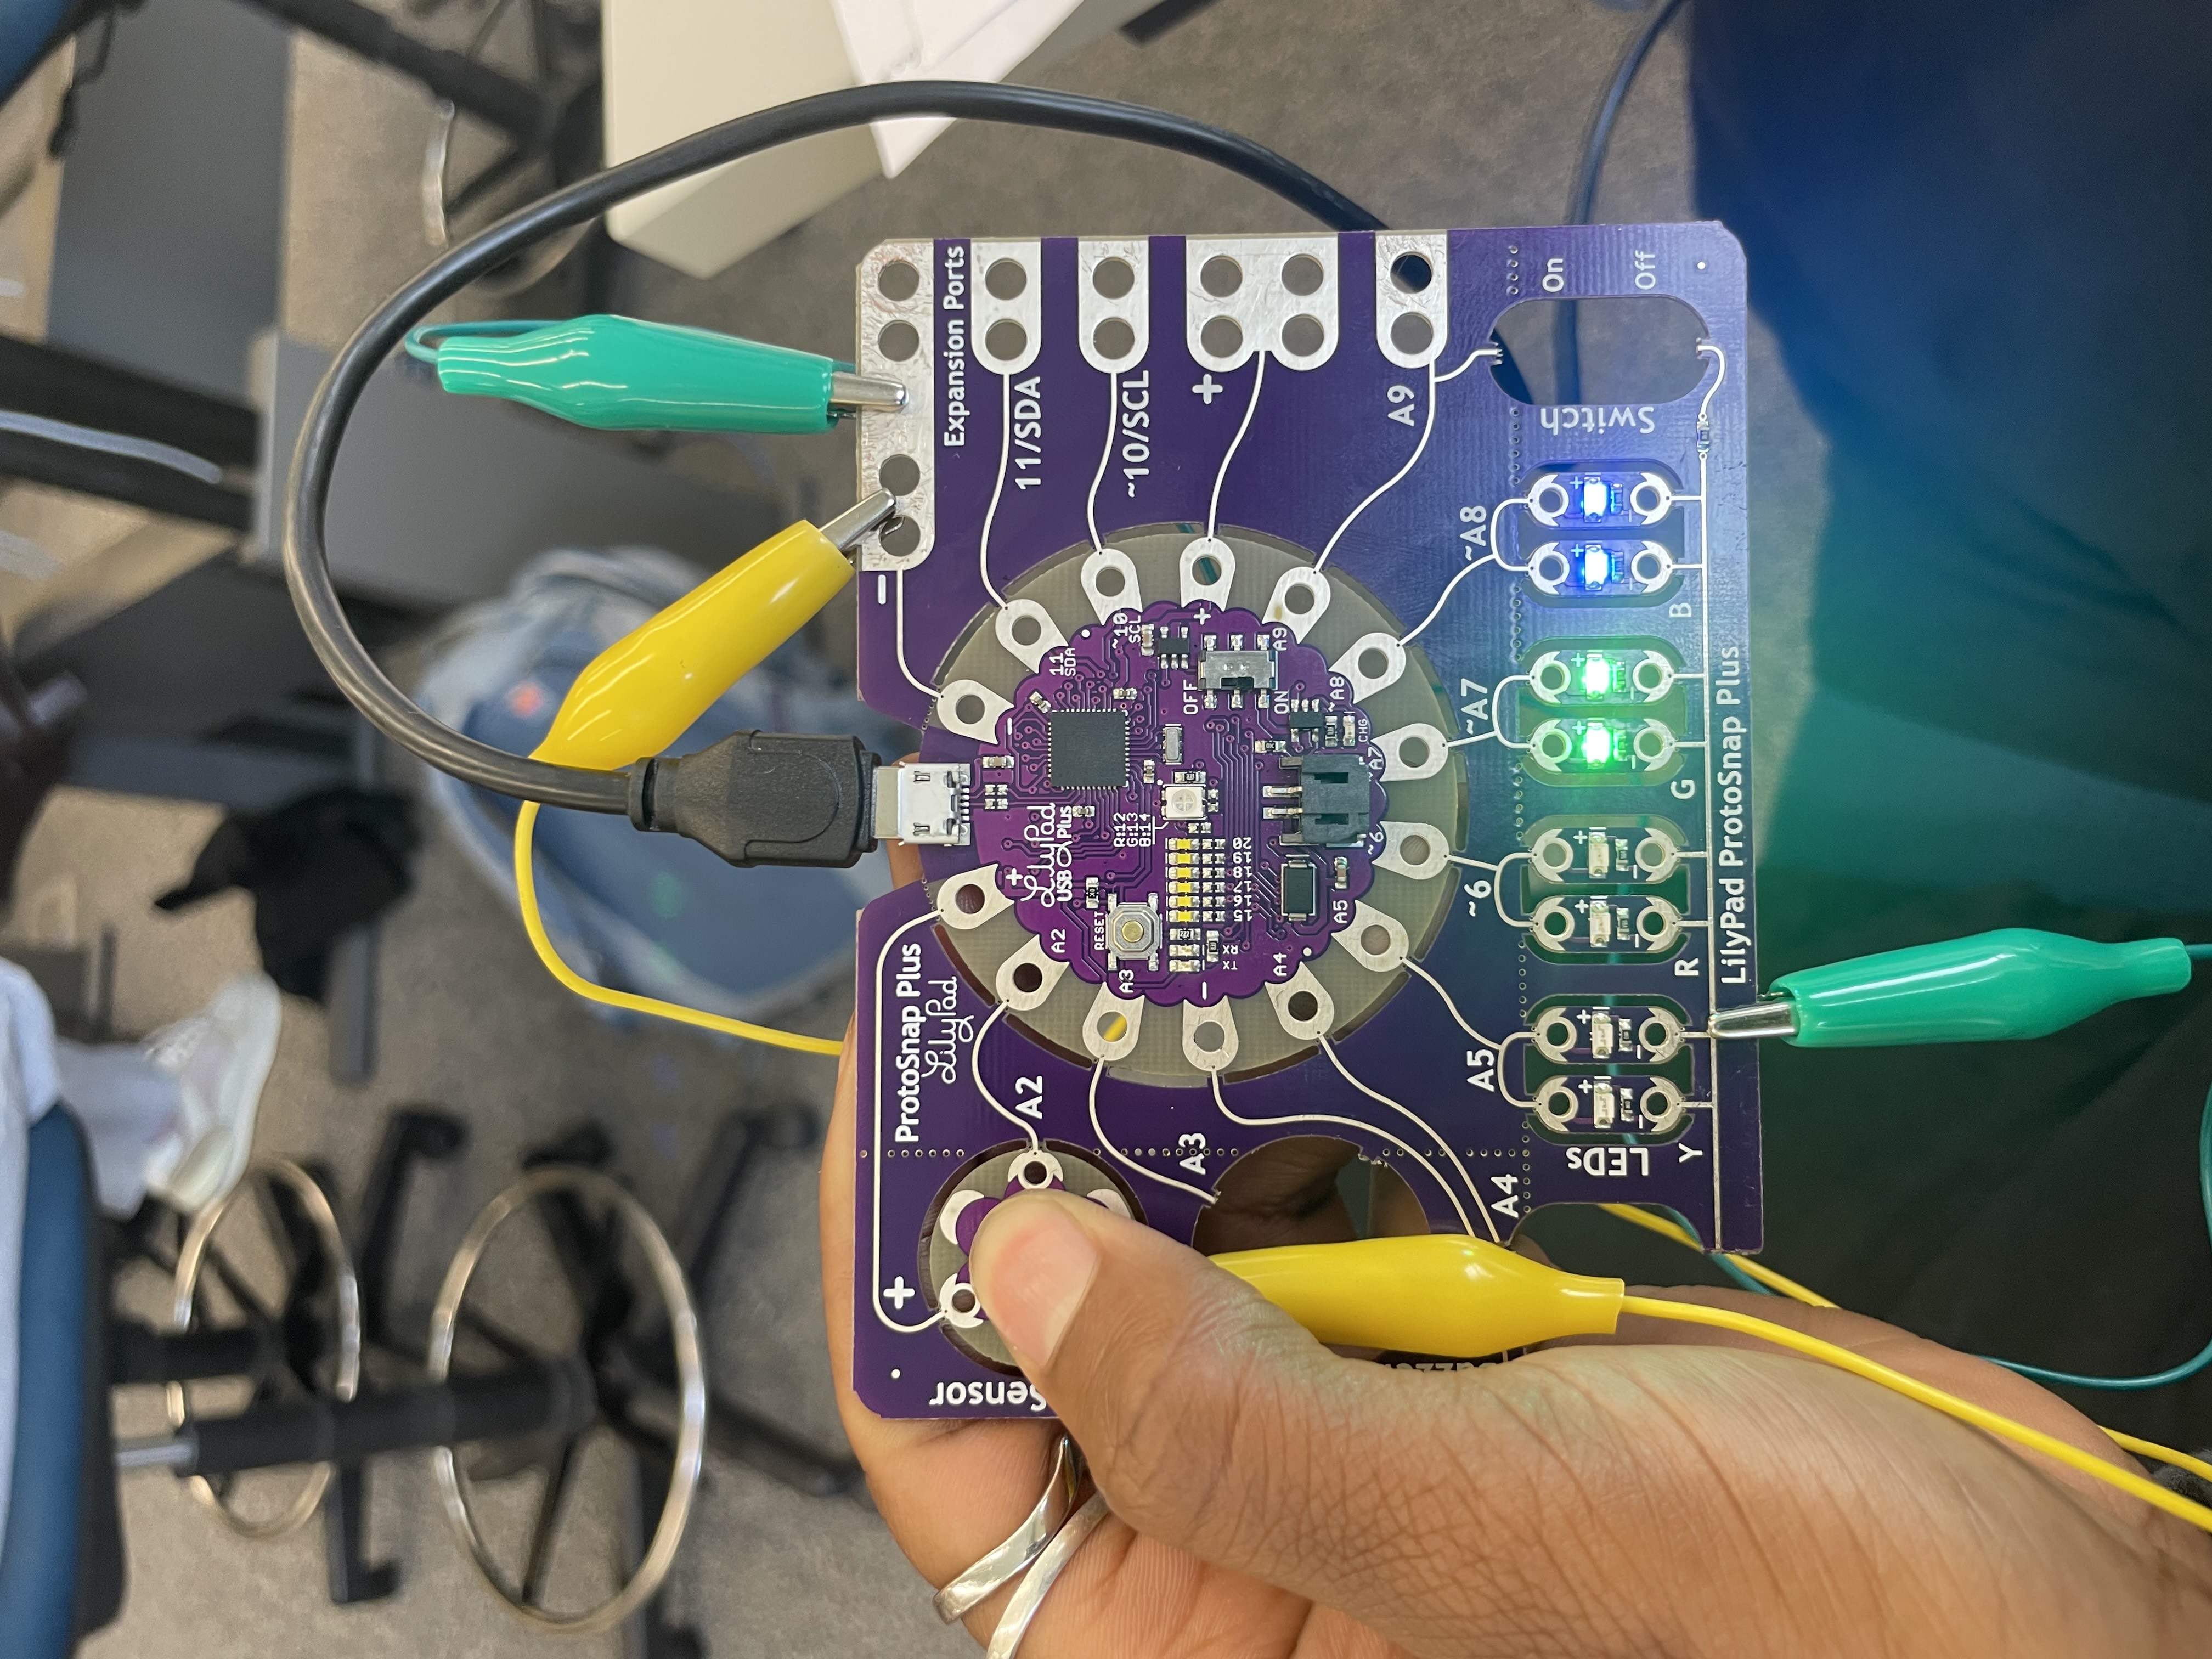 +
ProtoSnap Plus
LilyPad
−
Expansion Ports
Sensor
A2
11/SDA
+
−
A2
LilyPad
USB Plus
11
SDA
RESET
A3
R:12
G:13
B:14
~10
SCL
~10/SCL
A3
OFF
−
+
+
TX
RX
15
16
17
18
19
20
A4
ON
A9
A5
~A8
CHG
~6
~A7
A9
A4
A5
~6
~A7
~A8
LEDs
+
+
+
+
+
Switch
On
Off
Y
R
G
B
LilyPad ProtoSnap Plus